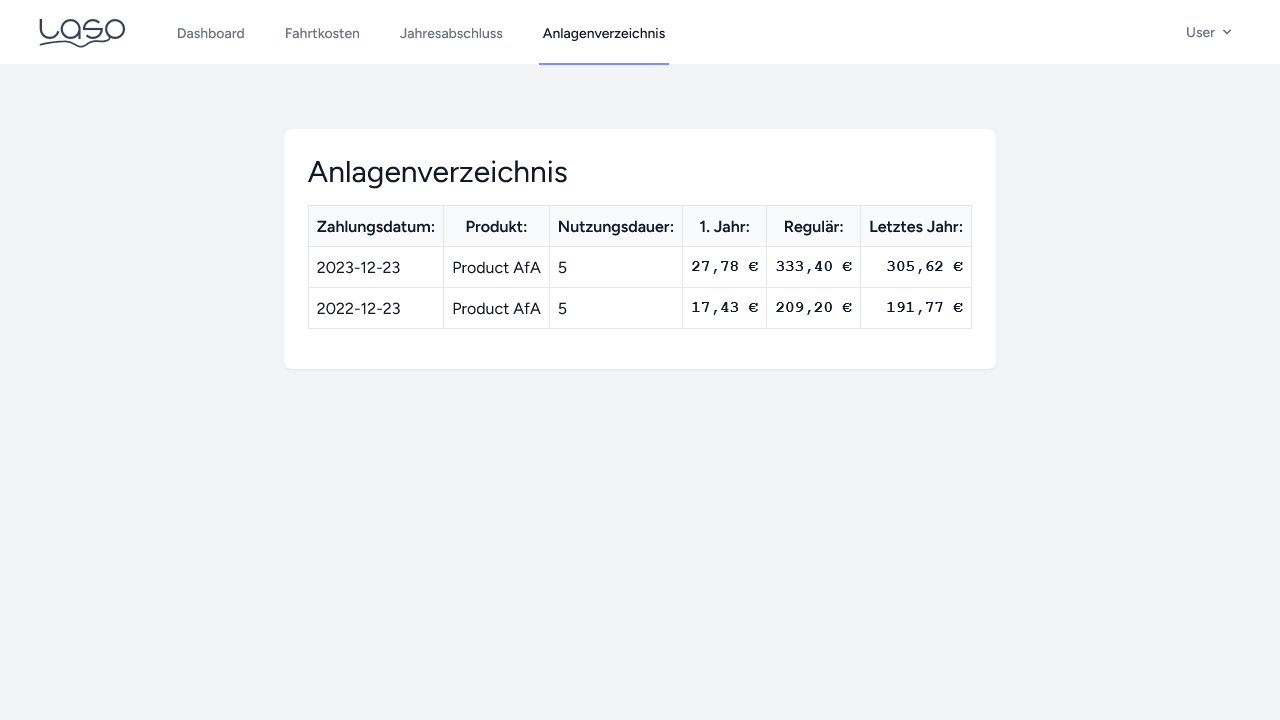 Laso Dashboard Fahrtkosten Jahresabschluss Anlagenverzeichnis User
Anlagenverzeichnis
Zahlungsdatum: Produkt: Nutzungsdauer: 1. Jahr: Regulär: Letztes Jahr:
2023-12-23 Product AfA 5 27,78 € 333,40 € 305,62 €
2022-12-23 Product AfA 5 17,43 € 209,20 € 191,77 €